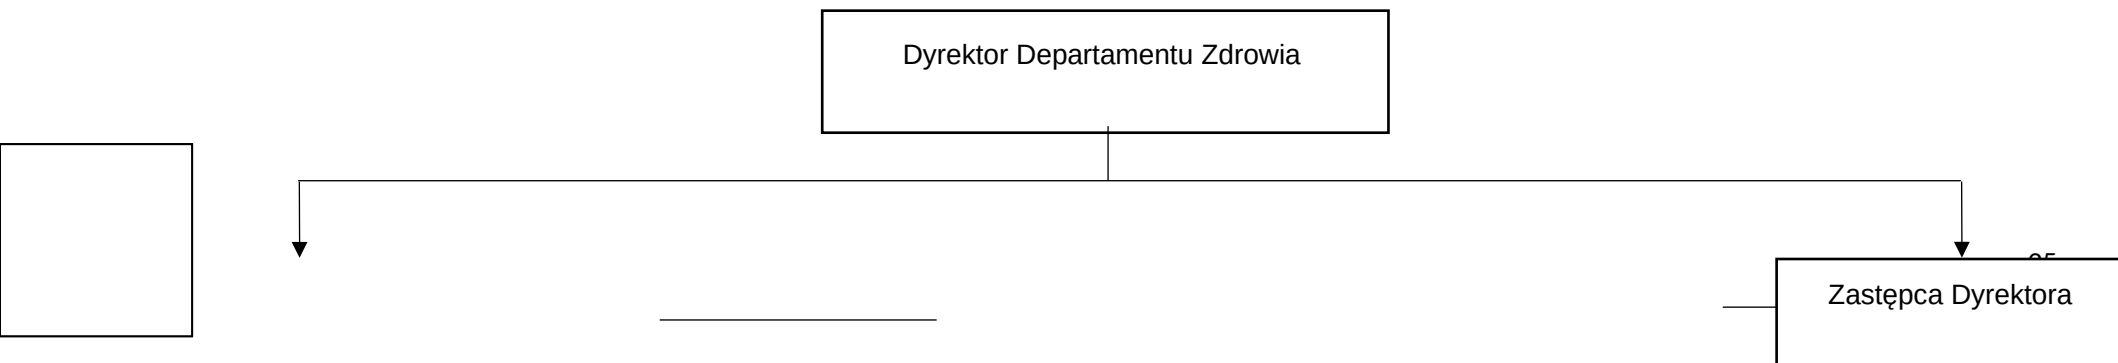 Dyrektor Departamentu Zdrowia
Zastępca Dyrektora